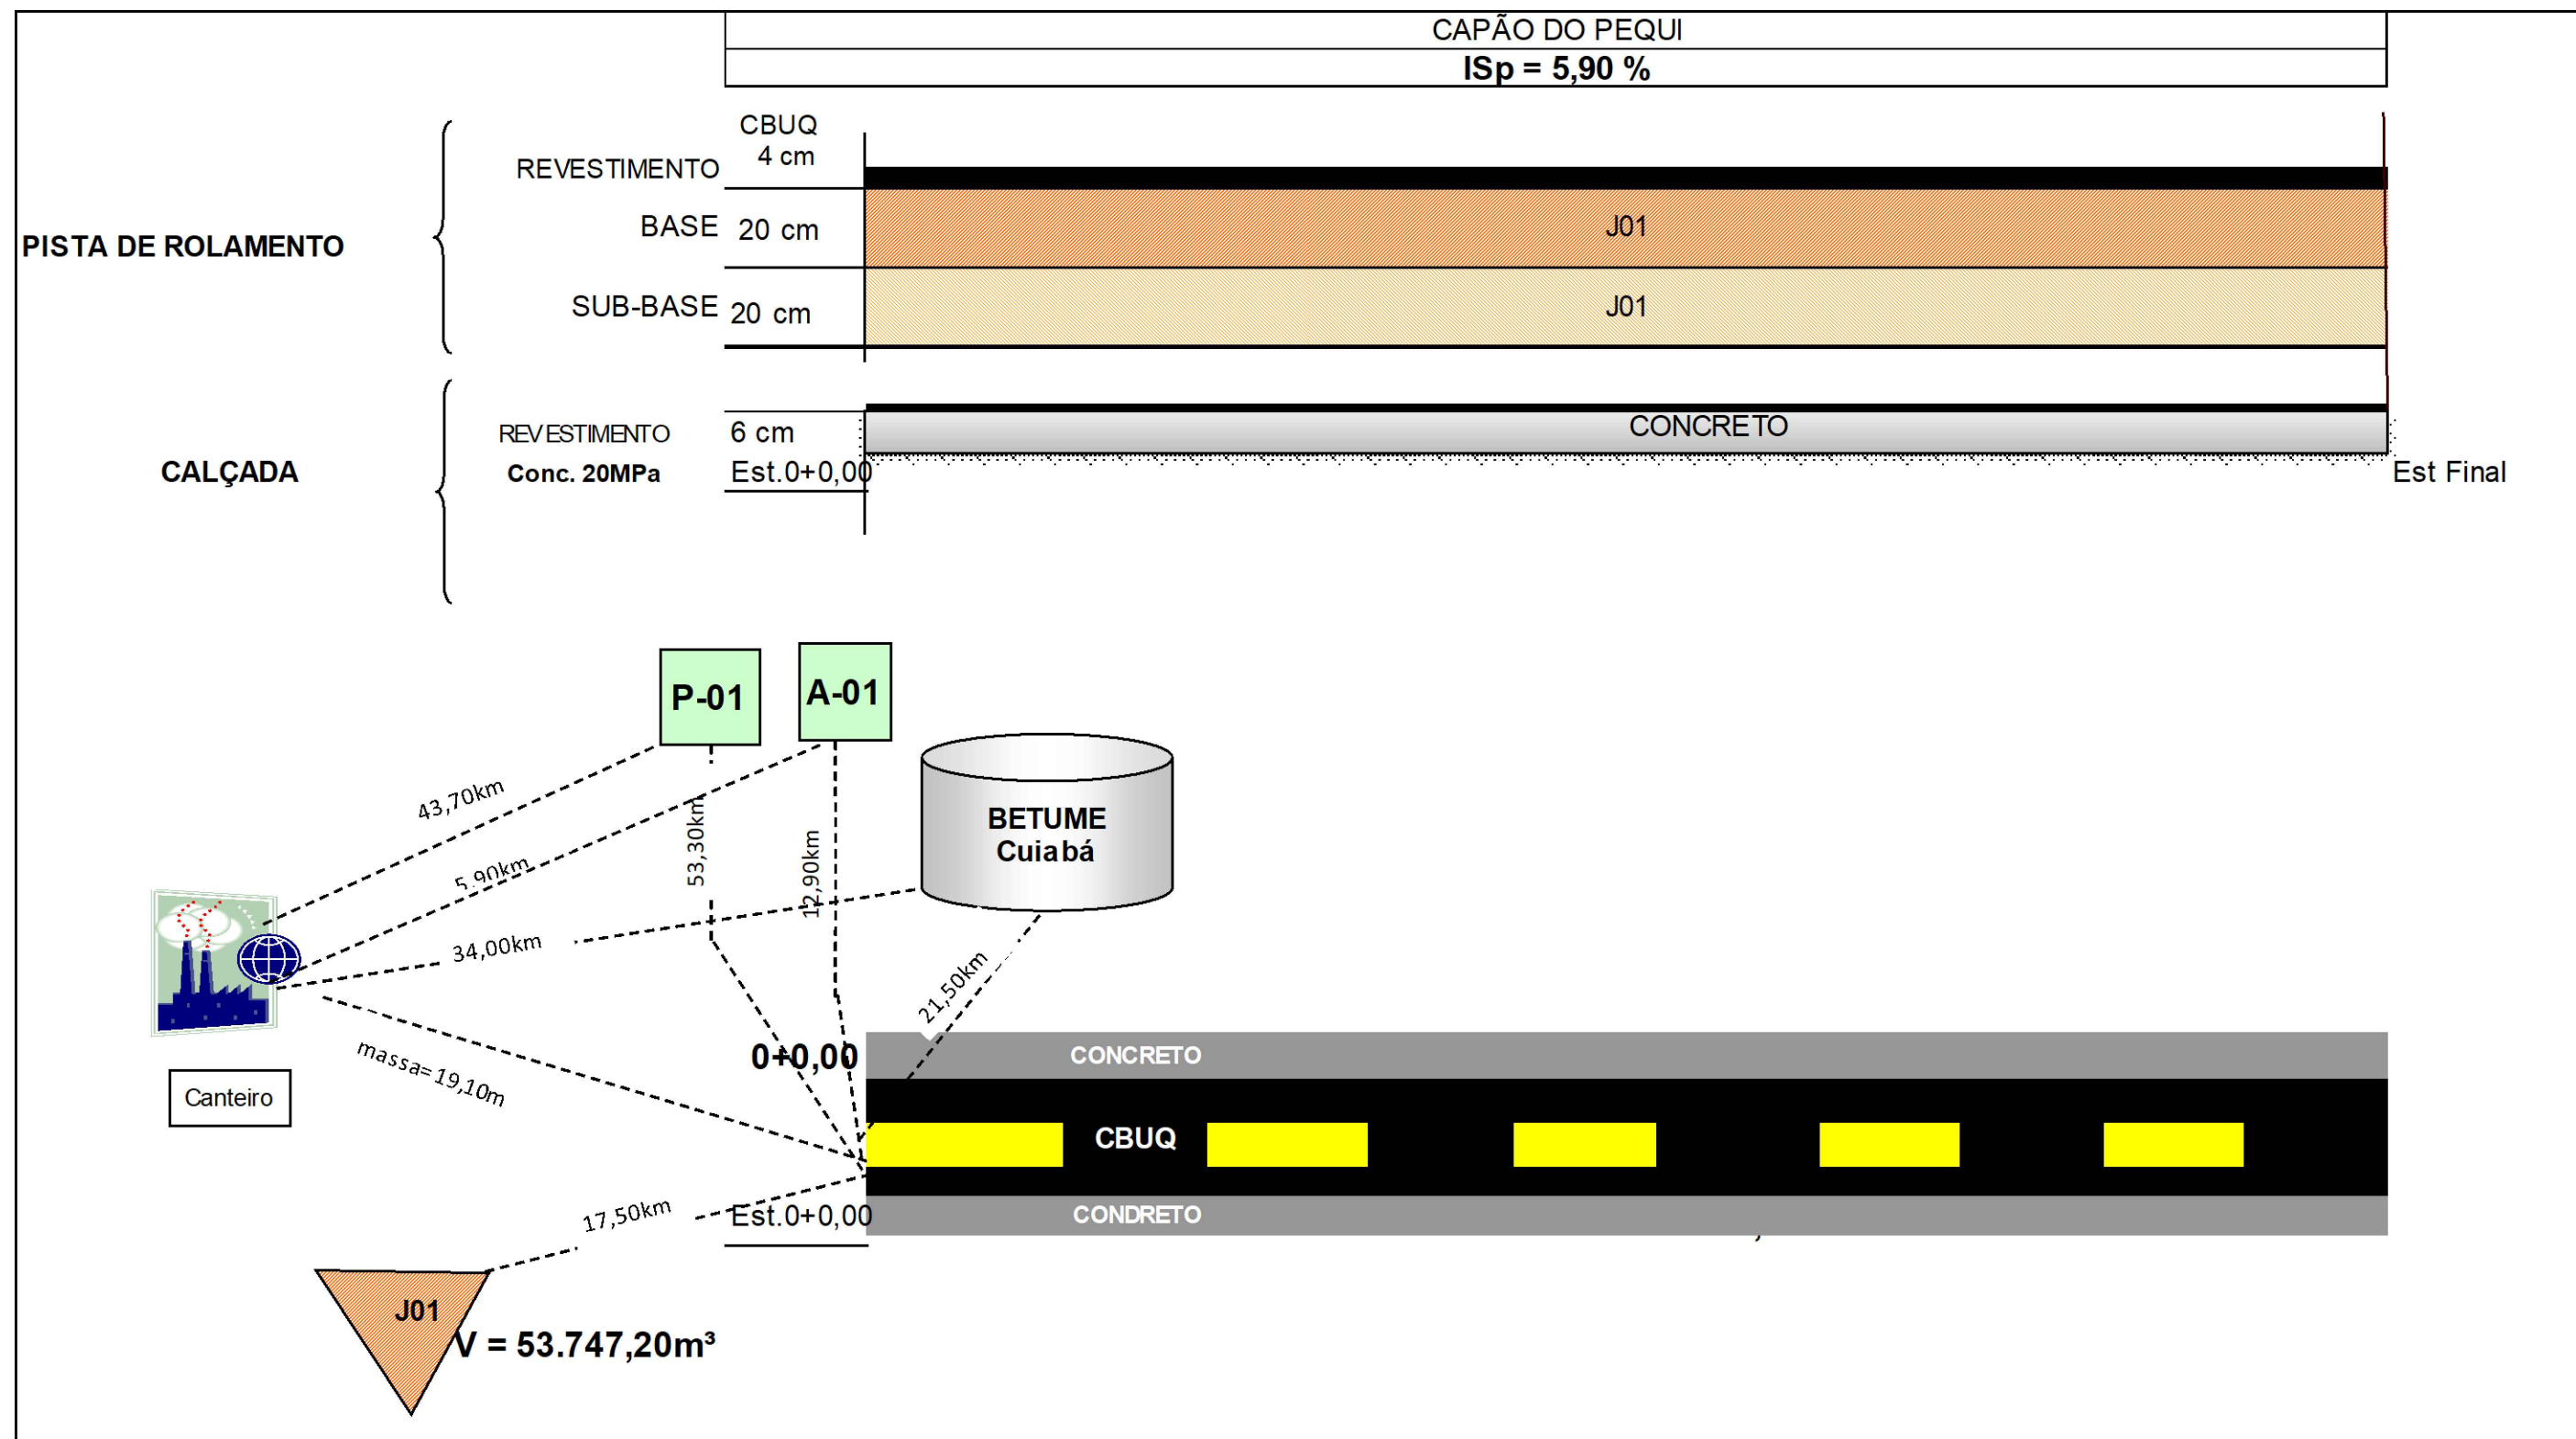 CAPÃO DO PEQUI
ISp = 5,90 %
CBUQ
4 cm
REVESTIMENTO
BASE 20 cm J01
PISTA DE ROLAMENTO
SUB-BASE 20 cm J01
REVESTIMENTO 6 cm CONCRETO
CALÇADA Conc. 20MPa Est.0+0,00 Est Final
P-01 A-01
43,70km
5,90km
53,30km
12,90km
BETUME
Cuiabá
34,00km
21,50km
massa=19,10m
Canteiro
0+0,00 CONCRETO
CBUQ
17,50km
Est.0+0,00 CONDRETO
J01
V = 53.747,20m³